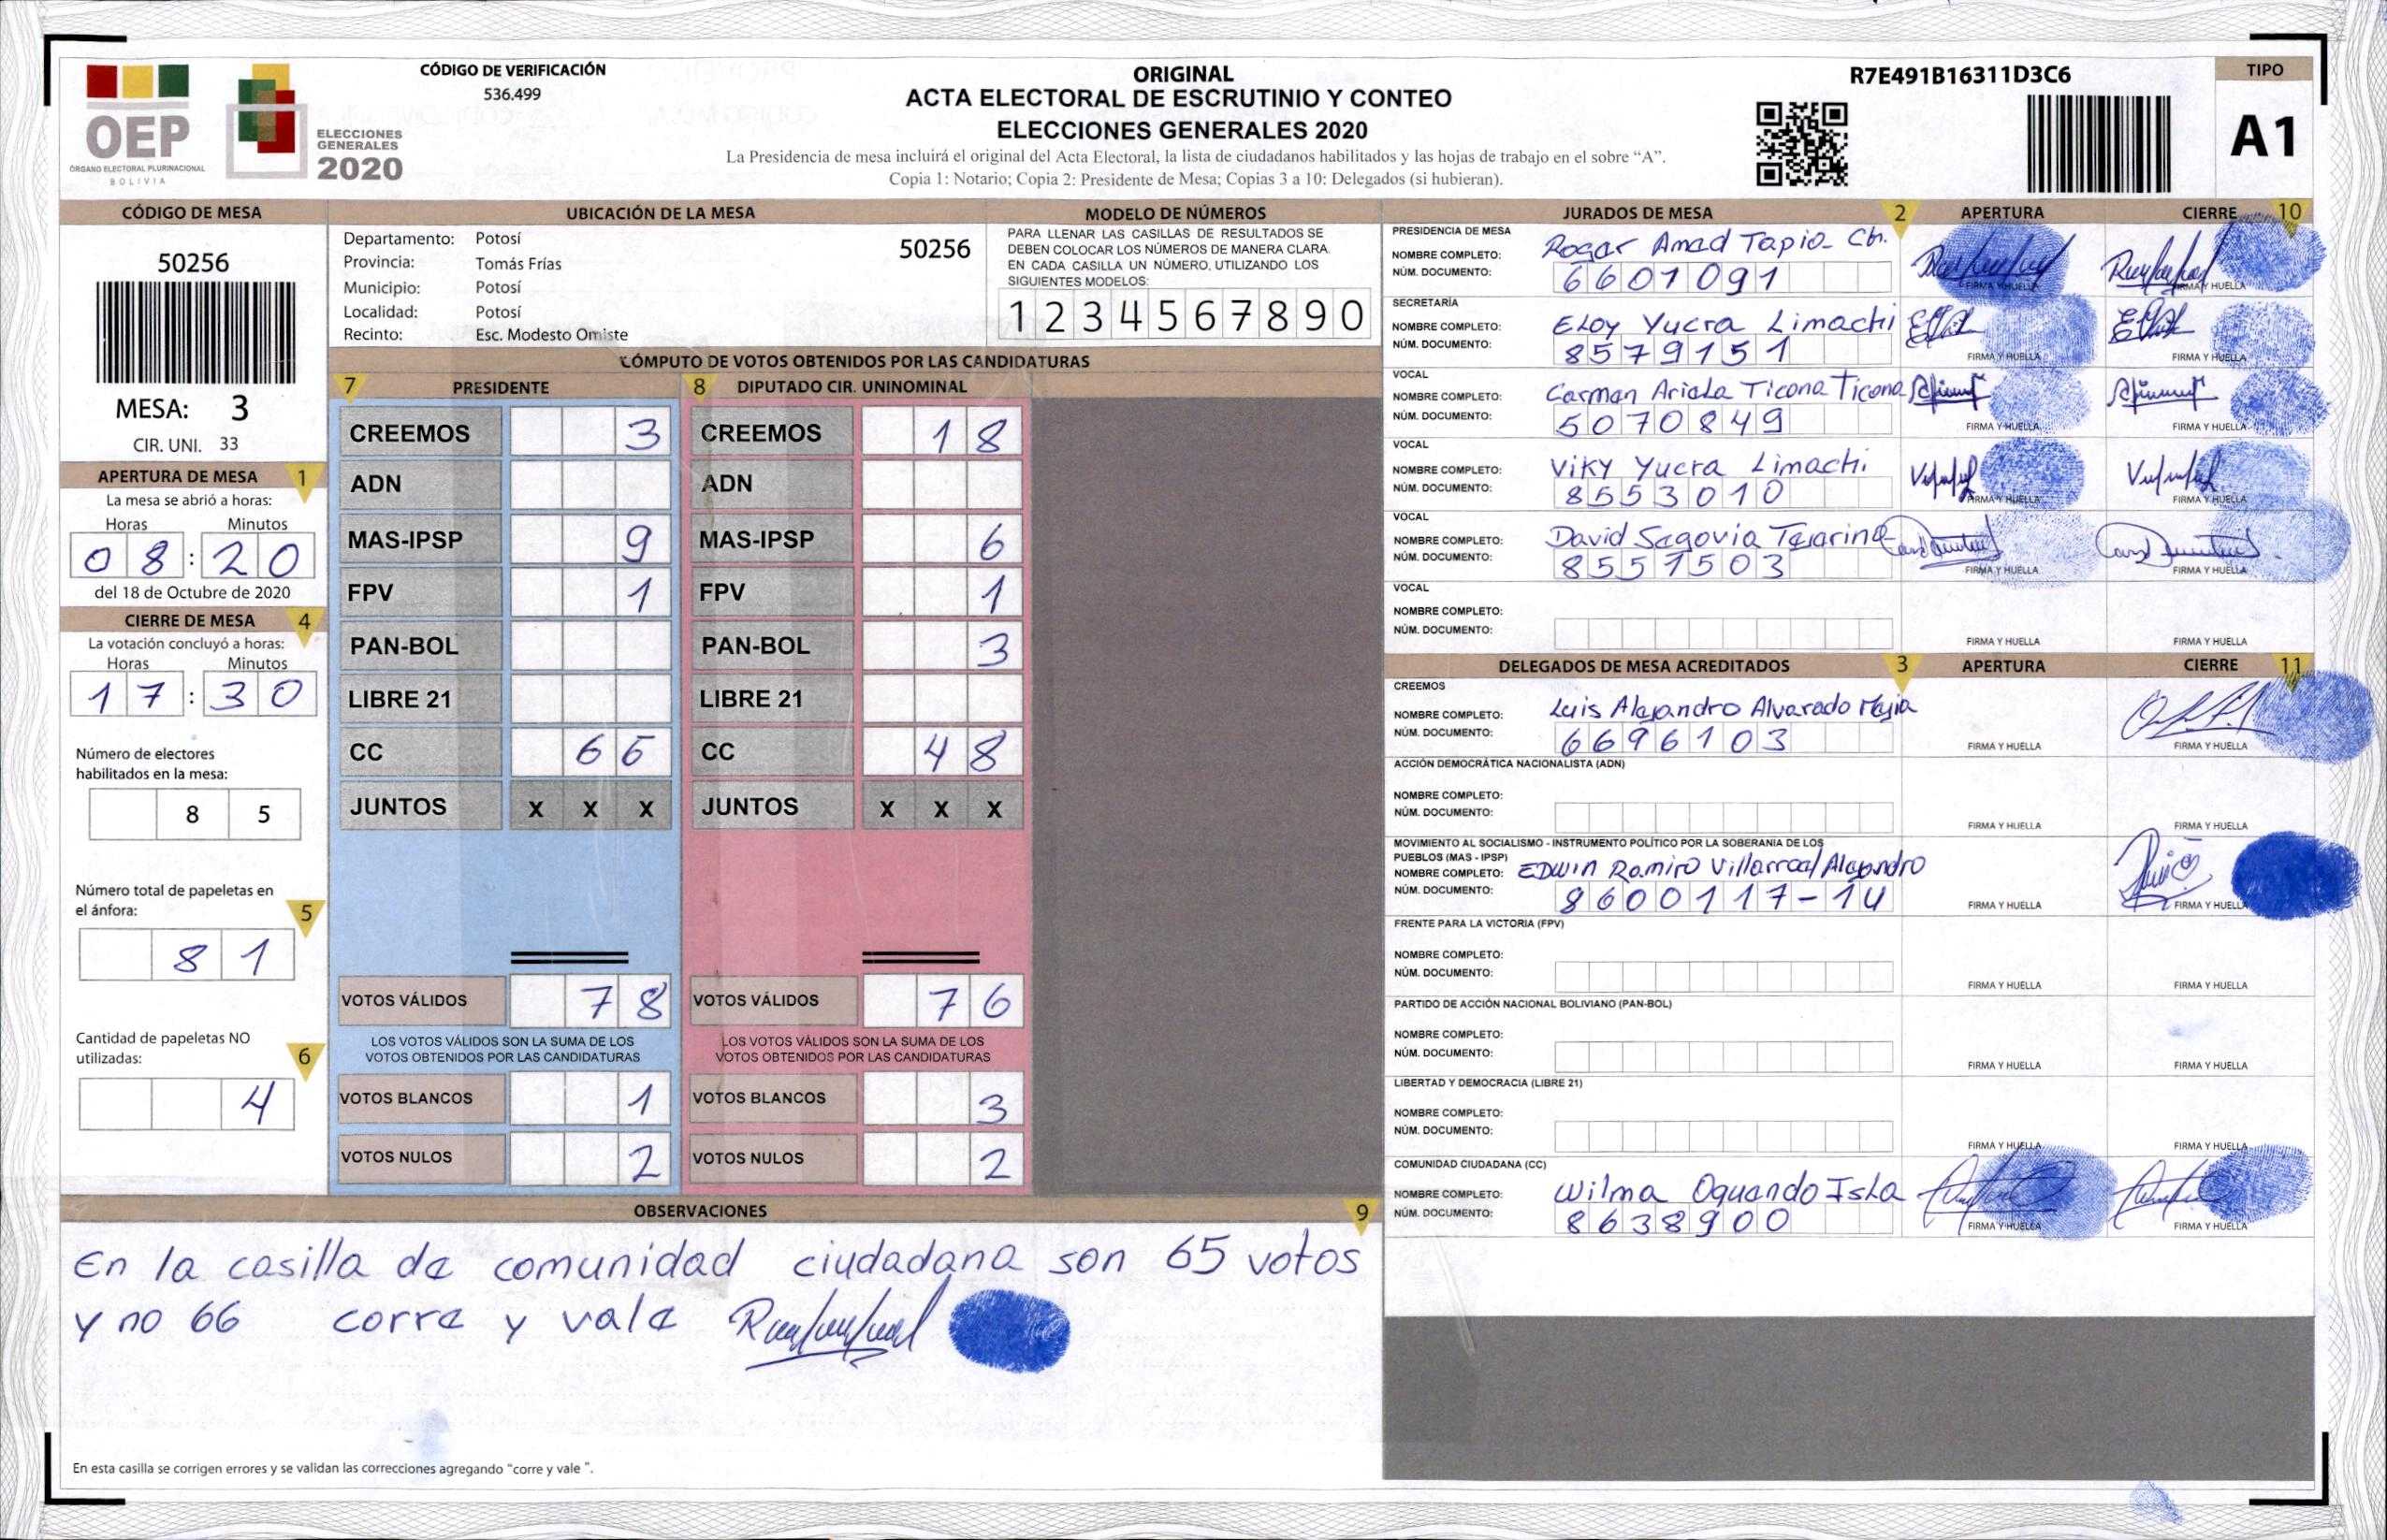 OEP
ÓRGANO ELECTORAL PLURINACIONAL
BOLIVIA
ELECCIONES
GENERALES
2020
CÓDIGO DE VERIFICACIÓN
536.499
ORIGINAL
ACTA ELECTORAL DE ESCRUTINIO Y CONTEO
ELECCIONES GENERALES 2020
La Presidencia de mesa incluirá el original del Acta Electoral, la lista de ciudadanos habilitados y las hojas de trabajo en el sobre “A”.
Copia 1: Notario; Copia 2: Presidente de Mesa; Copias 3 a 10: Delegados (si hubieran).
R7E491B16311D3C6
TIPO
A1
CÓDIGO DE MESA
50256
MESA: 3
CIR. UNI. 33
APERTURA DE MESA 1
La mesa se abrió a horas:
Horas Minutos
08:20
del 18 de Octubre de 2020
CIERRE DE MESA 4
La votación concluyó a horas:
Horas Minutos
17:30
Número de electores
habilitados en la mesa:
85
Número total de papeletas en
el ánfora: 5
81
Cantidad de papeletas NO
utilizadas: 6
4
UBICACIÓN DE LA MESA
Departamento: Potosí
50256
Provincia: Tomás Frías
Municipio: Potosí
Localidad: Potosí
Recinto: Esc. Modesto Omiste
MODELO DE NÚMEROS
PARA LLENAR LAS CASILLAS DE RESULTADOS SE
DEBEN COLOCAR LOS NÚMEROS DE MANERA CLARA.
EN CADA CASILLA UN NÚMERO, UTILIZANDO LOS
SIGUIENTES MODELOS:
1 2 3 4 5 6 7 8 9 0
CÓMPUTO DE VOTOS OBTENIDOS POR LAS CANDIDATURAS
7 PRESIDENTE
CREEMOS 3
ADN
MAS-IPSP 9
FPV 1
PAN-BOL
LIBRE 21
CC 66
JUNTOS X X X
VOTOS VÁLIDOS 78
LOS VOTOS VÁLIDOS SON LA SUMA DE LOS
VOTOS OBTENIDOS POR LAS CANDIDATURAS
VOTOS BLANCOS 1
VOTOS NULOS 2
8 DIPUTADO CIR. UNINOMINAL
CREEMOS 18
ADN
MAS-IPSP 6
FPV 1
PAN-BOL 3
LIBRE 21
CC 48
JUNTOS X X X
VOTOS VÁLIDOS 76
LOS VOTOS VÁLIDOS SON LA SUMA DE LOS
VOTOS OBTENIDOS POR LAS CANDIDATURAS
VOTOS BLANCOS 3
VOTOS NULOS 2
OBSERVACIONES 9
En la casilla de comunidad ciudadana son 65 votos
y no 66 corre y vale
En esta casilla se corrigen errores y se validan las correcciones agregando “corre y vale ”.
JURADOS DE MESA 2 APERTURA CIERRE 10
PRESIDENCIA DE MESA
NOMBRE COMPLETO: Rogar Amad Tapia Ch.
NÚM. DOCUMENTO: 6601091
FIRMA Y HUELLA FIRMA Y HUELLA
SECRETARÍA
NOMBRE COMPLETO: Eloy Yucra Limachi
NÚM. DOCUMENTO: 8579151
FIRMA Y HUELLA FIRMA Y HUELLA
VOCAL
NOMBRE COMPLETO: Carman Ariela Ticona Ticona
NÚM. DOCUMENTO: 5070849
FIRMA Y HUELLA FIRMA Y HUELLA
VOCAL
NOMBRE COMPLETO: Viky Yucra Limachi
NÚM. DOCUMENTO: 8553010
FIRMA Y HUELLA FIRMA Y HUELLA
VOCAL
NOMBRE COMPLETO: David Segovia
NÚM. DOCUMENTO: 8551503
FIRMA Y HUELLA FIRMA Y HUELLA
VOCAL
NOMBRE COMPLETO:
NÚM. DOCUMENTO:
FIRMA Y HUELLA FIRMA Y HUELLA
DELEGADOS DE MESA ACREDITADOS 3 APERTURA CIERRE 11
CREEMOS
NOMBRE COMPLETO: Luis Alejandro Alvarado Mejia
NÚM. DOCUMENTO: 6696103
FIRMA Y HUELLA FIRMA Y HUELLA
ACCIÓN DEMOCRÁTICA NACIONALISTA (ADN)
NOMBRE COMPLETO:
NÚM. DOCUMENTO:
FIRMA Y HUELLA FIRMA Y HUELLA
MOVIMIENTO AL SOCIALISMO - INSTRUMENTO POLÍTICO POR LA SOBERANIA DE LOS
PUEBLOS (MAS - IPSP)
NOMBRE COMPLETO: Edwin Ramiro Villarroel Alejandro
NÚM. DOCUMENTO: 8600117-1U
FIRMA Y HUELLA FIRMA Y HUELLA
FRENTE PARA LA VICTORIA (FPV)
NOMBRE COMPLETO:
NÚM. DOCUMENTO:
FIRMA Y HUELLA FIRMA Y HUELLA
PARTIDO DE ACCIÓN NACIONAL BOLIVIANO (PAN-BOL)
NOMBRE COMPLETO:
NÚM. DOCUMENTO:
FIRMA Y HUELLA FIRMA Y HUELLA
LIBERTAD Y DEMOCRACIA (LIBRE 21)
NOMBRE COMPLETO:
NÚM. DOCUMENTO:
FIRMA Y HUELLA FIRMA Y HUELLA
COMUNIDAD CIUDADANA (CC)
NOMBRE COMPLETO: Wilma Oquando Isla
NÚM. DOCUMENTO: 8638900
FIRMA Y HUELLA FIRMA Y HUELLA